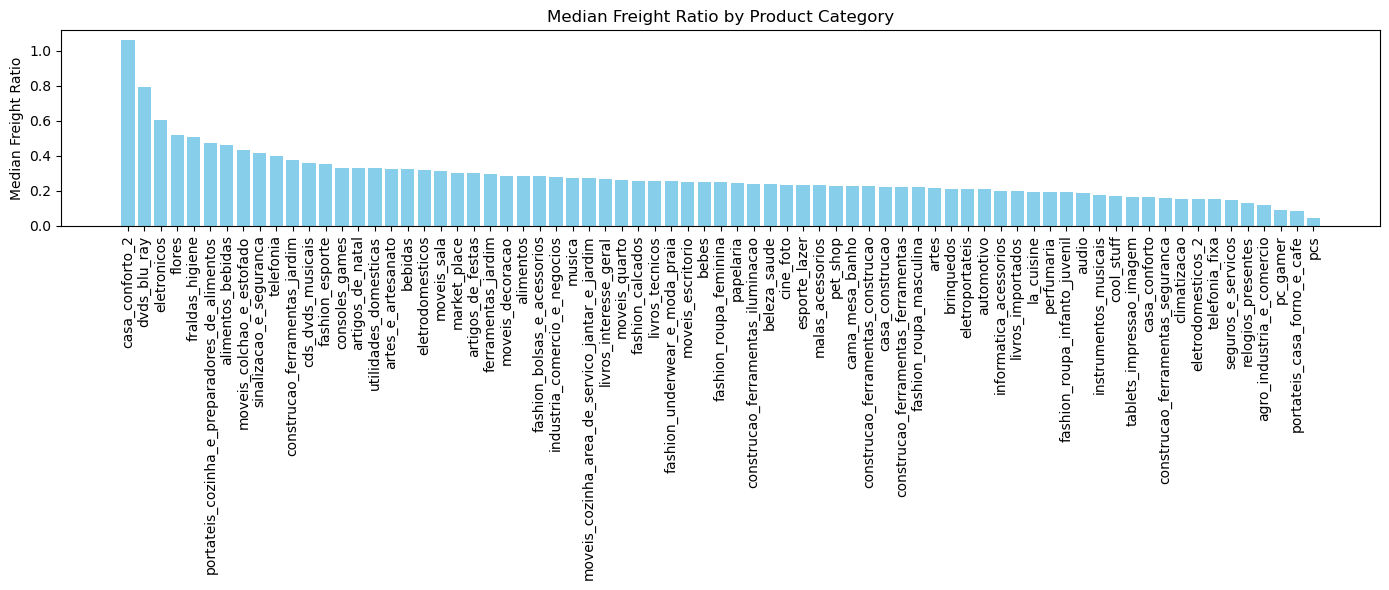 Median Freight Ratio by Product Category
Median Freight Ratio
1.0
0.8
0.6
0.4
0.2
0.0
casa_conforto_2
dvds_blu_ray
eletronicos
flores
fraldas_higiene
portateis_cozinha_e_preparadores_de_alimentos
alimentos_bebidas
moveis_colchao_e_estofado
sinalizacao_e_seguranca
telefonia
construcao_ferramentas_jardim
cds_dvds_musicais
fashion_esporte
consoles_games
artigos_de_natal
utilidades_domesticas
artes_e_artesanato
bebidas
eletrodomesticos
moveis_sala
market_place
artigos_de_festas
ferramentas_jardim
moveis_decoracao
alimentos
fashion_bolsas_e_acessorios
industria_comercio_e_negocios
musica
moveis_cozinha_area_de_servico_jantar_e_jardim
livros_interesse_geral
moveis_quarto
fashion_calcados
livros_tecnicos
fashion_underwear_e_moda_praia
moveis_escritorio
bebes
fashion_roupa_feminina
papelaria
construcao_ferramentas_iluminacao
beleza_saude
cine_foto
esporte_lazer
malas_acessorios
pet_shop
cama_mesa_banho
construcao_ferramentas_construcao
casa_construcao
construcao_ferramentas_ferramentas
fashion_roupa_masculina
artes
brinquedos
eletroportateis
automotivo
informatica_acessorios
livros_importados
la_cuisine
perfumaria
fashion_roupa_infanto_juvenil
audio
instrumentos_musicais
cool_stuff
tablets_impressao_imagem
casa_conforto
construcao_ferramentas_seguranca
climatizacao
eletrodomesticos_2
telefonia_fixa
seguros_e_servicos
relogios_presentes
agro_industria_e_comercio
pc_gamer
portateis_casa_forno_e_cafe
pcs